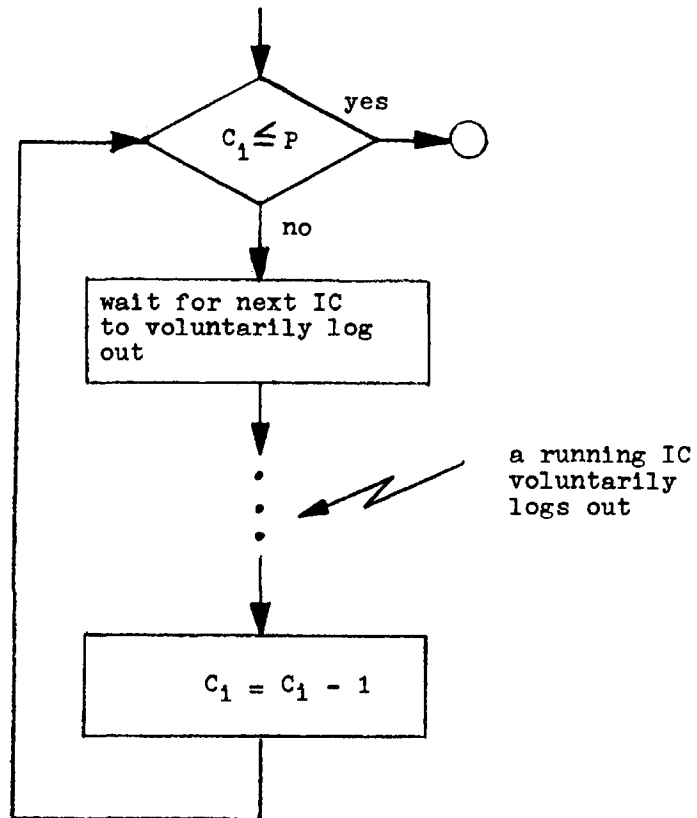 yes
C₁ ≤ P
no
wait for next IC
to voluntarily log
out
a running IC
voluntarily
logs out
C₁ = C₁ - 1